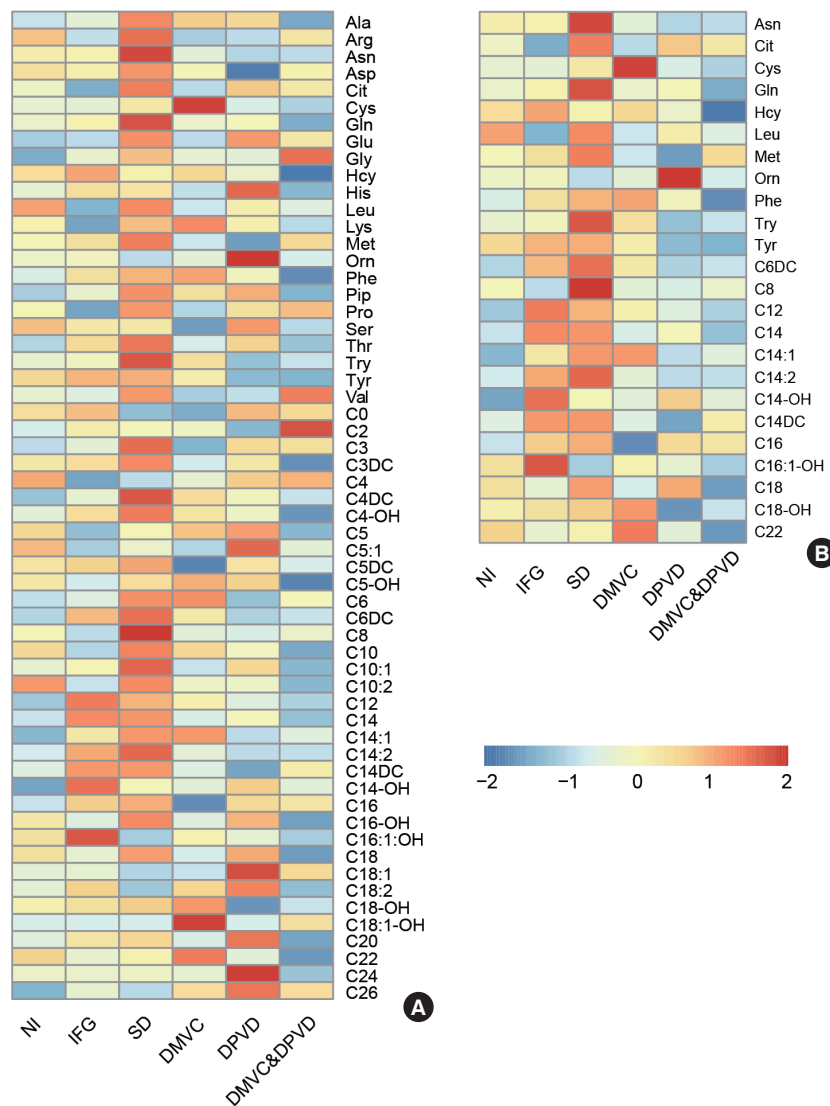 Ala
Arg
Asn
Asp
Cit
Cys
Gln
Glu
Gly
Hcy
His
Leu
Lys
Met
Orn
Phe
Pip
Pro
Ser
Thr
Try
Tyr
Val
C0
C2
C3
C3DC
C4
C4DC
C4-OH
C5
C5:1
C5DC
C5-OH
C6
C6DC
C8
C10
C10:1
C10:2
C12
C14
C14:1
C14:2
C14DC
C14-OH
C16
C16-OH
C16:1:OH
C18
C18:1
C18:2
C18-OH
C18:1-OH
C20
C22
C24
C26
NI IFG SD DMVC DPVD DMVC&DPVD
A
Asn
Cit
Cys
Gln
Hcy
Leu
Met
Orn
Phe
Try
Tyr
C6DC
C8
C12
C14
C14:1
C14:2
C14-OH
C14DC
C16
C16:1-OH
C18
C18-OH
C22
NI IFG SD DMVC DPVD DMVC&DPVD
B
−2 −1 0 1 2